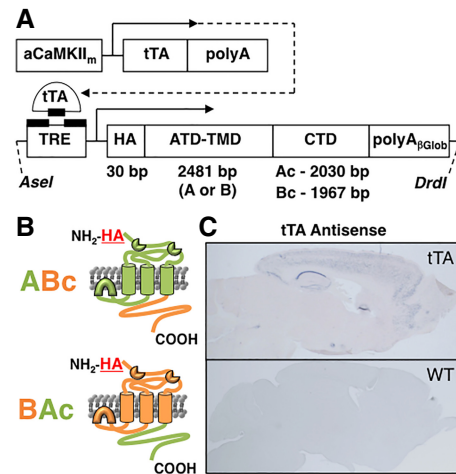 A
aCaMKIIm
tTA
polyA
tTA
TRE
HA
ATD-TMD
CTD
polyAβGlob
AseI
30 bp
2481 bp
(A or B)
Ac - 2030 bp
Bc - 1967 bp
DrdI
B
NH2-HA
ABc
COOH
NH2-HA
BAc
COOH
C
tTA Antisense
tTA
WT